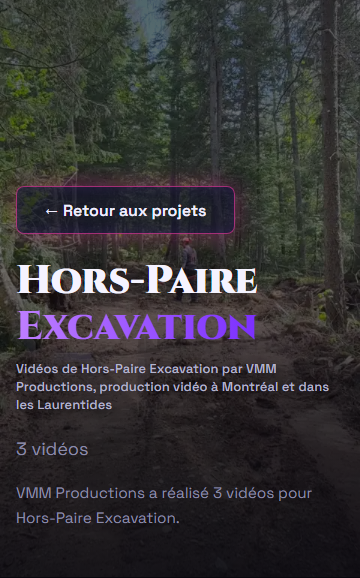 ← Retour aux projets
Hors-Paire
Excavation
Vidéos de Hors-Paire Excavation par VMM
Productions, production vidéo à Montréal et dans
les Laurentides
3 vidéos
VMM Productions a réalisé 3 vidéos pour
Hors-Paire Excavation.